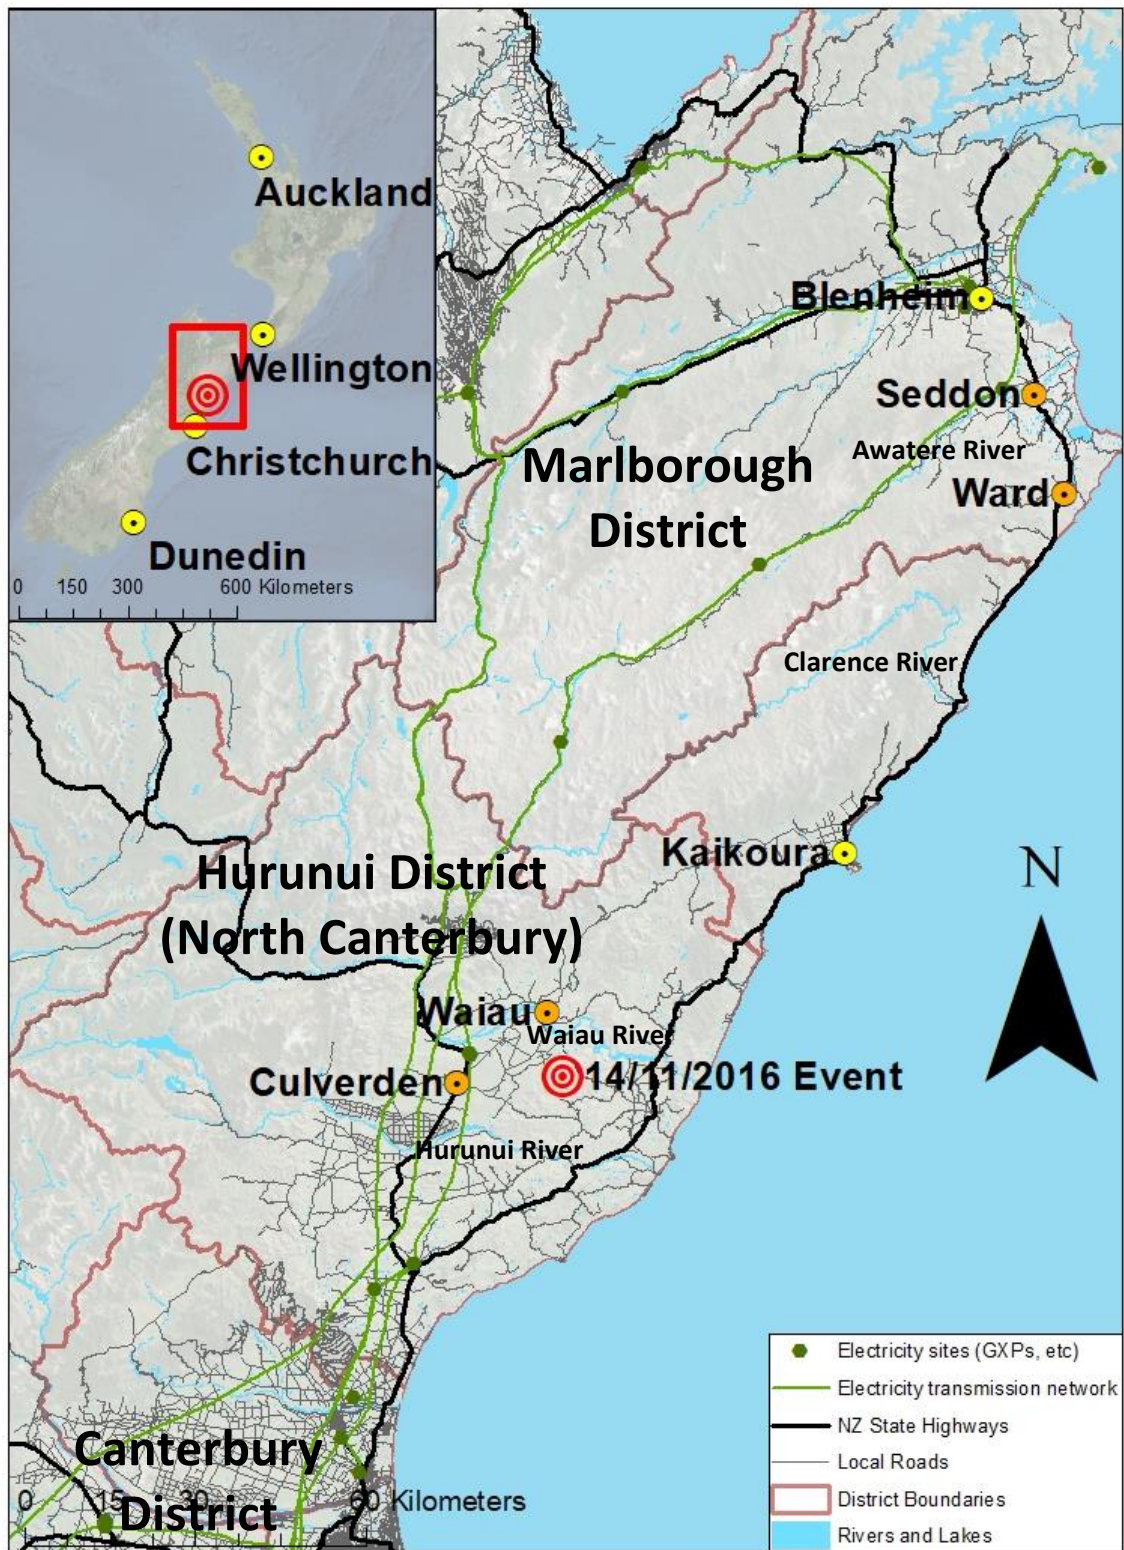 Auckland
Wellington
Christchurch
Dunedin
0 150 300 600 Kilometers
Blenheim
Seddon
Awatere River
Ward
Marlborough
District
Clarence River
Kaikoura
N
Hurunui District
(North Canterbury)
Waiau
Waiau River
14/11/2016 Event
Culverden
Hurunui River
Canterbury
District
0 15 30 60 Kilometers
Electricity sites (GXPs, etc)
Electricity transmission network
NZ State Highways
Local Roads
District Boundaries
Rivers and Lakes